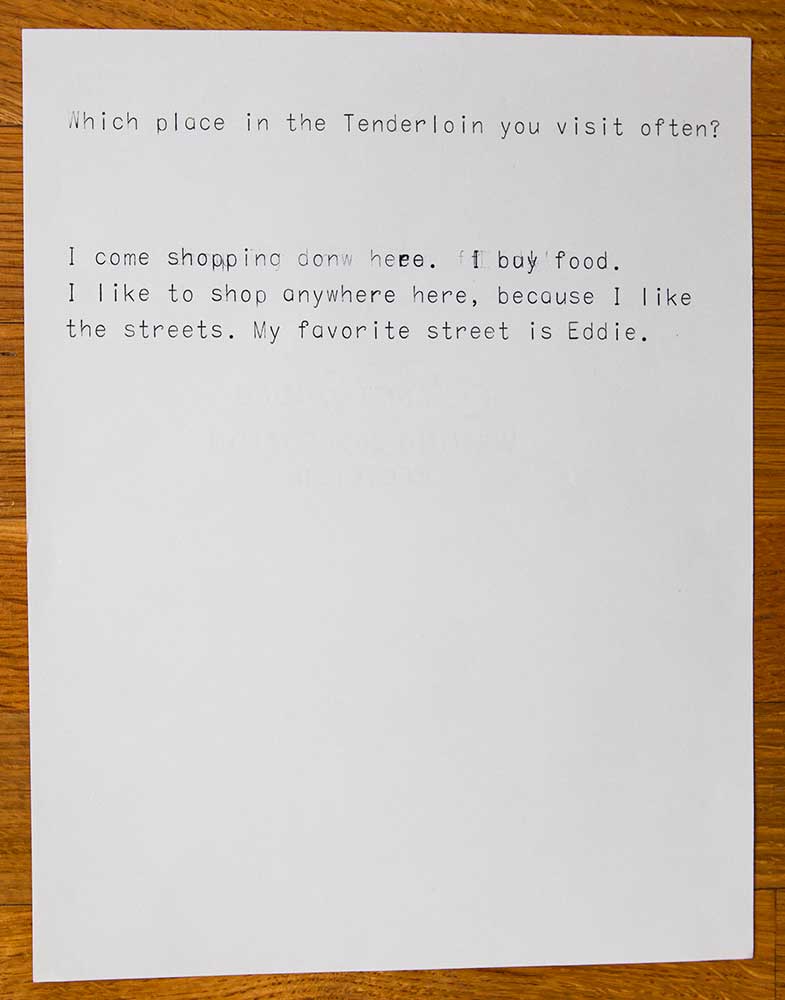 Which place in the Tenderloin you visit often?
I come shopping donw here. I buy food.
I like to shop anywhere here, because I like
the streets. My favorite street is Eddie.